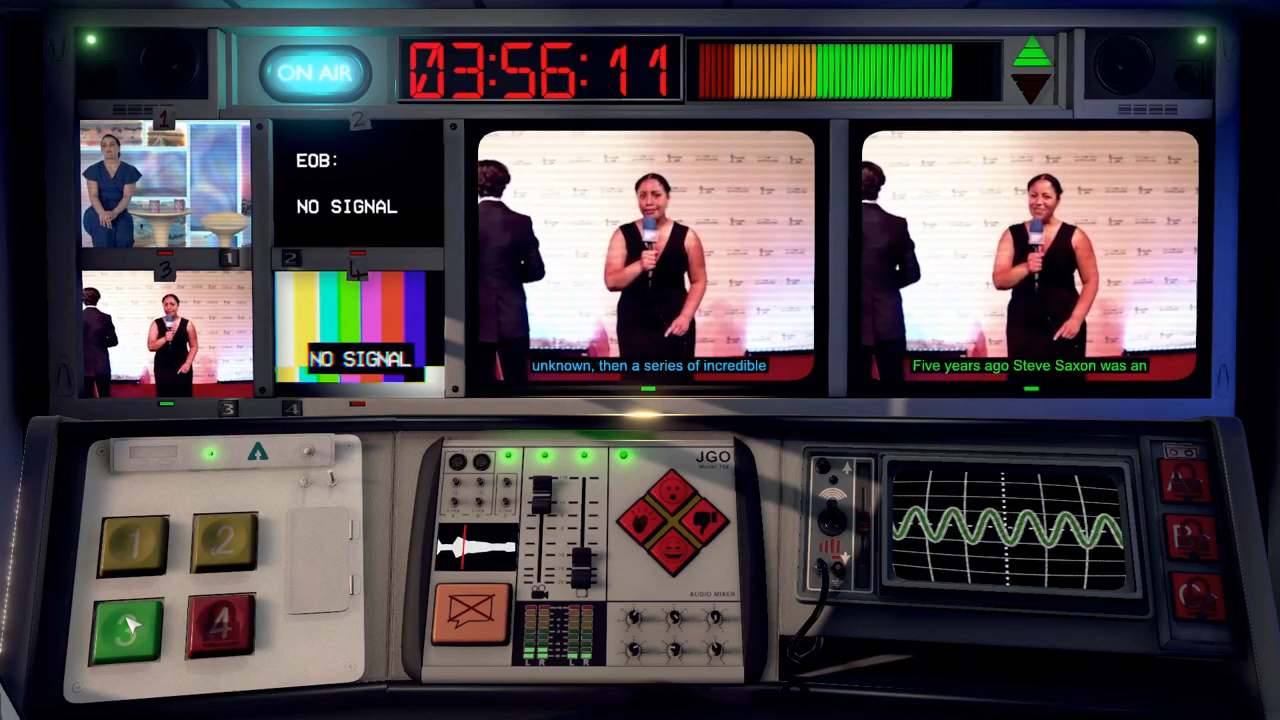 ON AIR
03:56:11
1
2
EOB:
NO SIGNAL
1
2
3
4
NO SIGNAL
3
4
unknown, then a series of incredible
Five years ago Steve Saxon was an
1
2
3
4
JGO
AUDIO MIXER
L R
L R
A
B
C